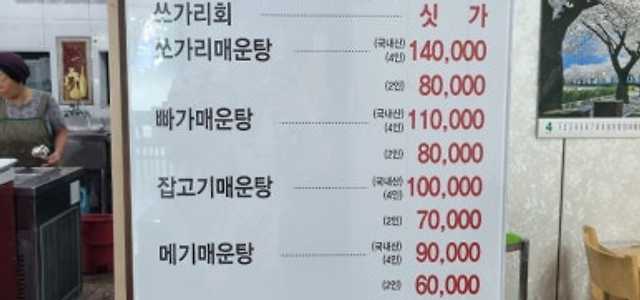 쏘가리회 싯가
쏘가리매운탕 (국내산) (4인) 140,000
(2인) 80,000
빠가매운탕 (국내산) (4인) 110,000
(2인) 80,000
잡고기매운탕 (국내산) (4인) 100,000
(2인) 70,000
메기매운탕 (국내산) (4인) 90,000
(2인) 60,000
4